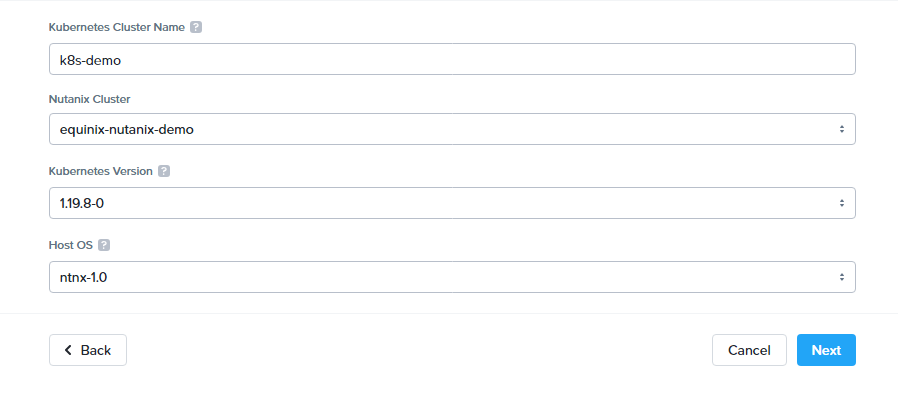 Kubernetes Cluster Name ?
k8s-demo
Nutanix Cluster
equinix-nutanix-demo
Kubernetes Version ?
1.19.8-0
Host OS ?
ntnx-1.0
Back
Cancel
Next